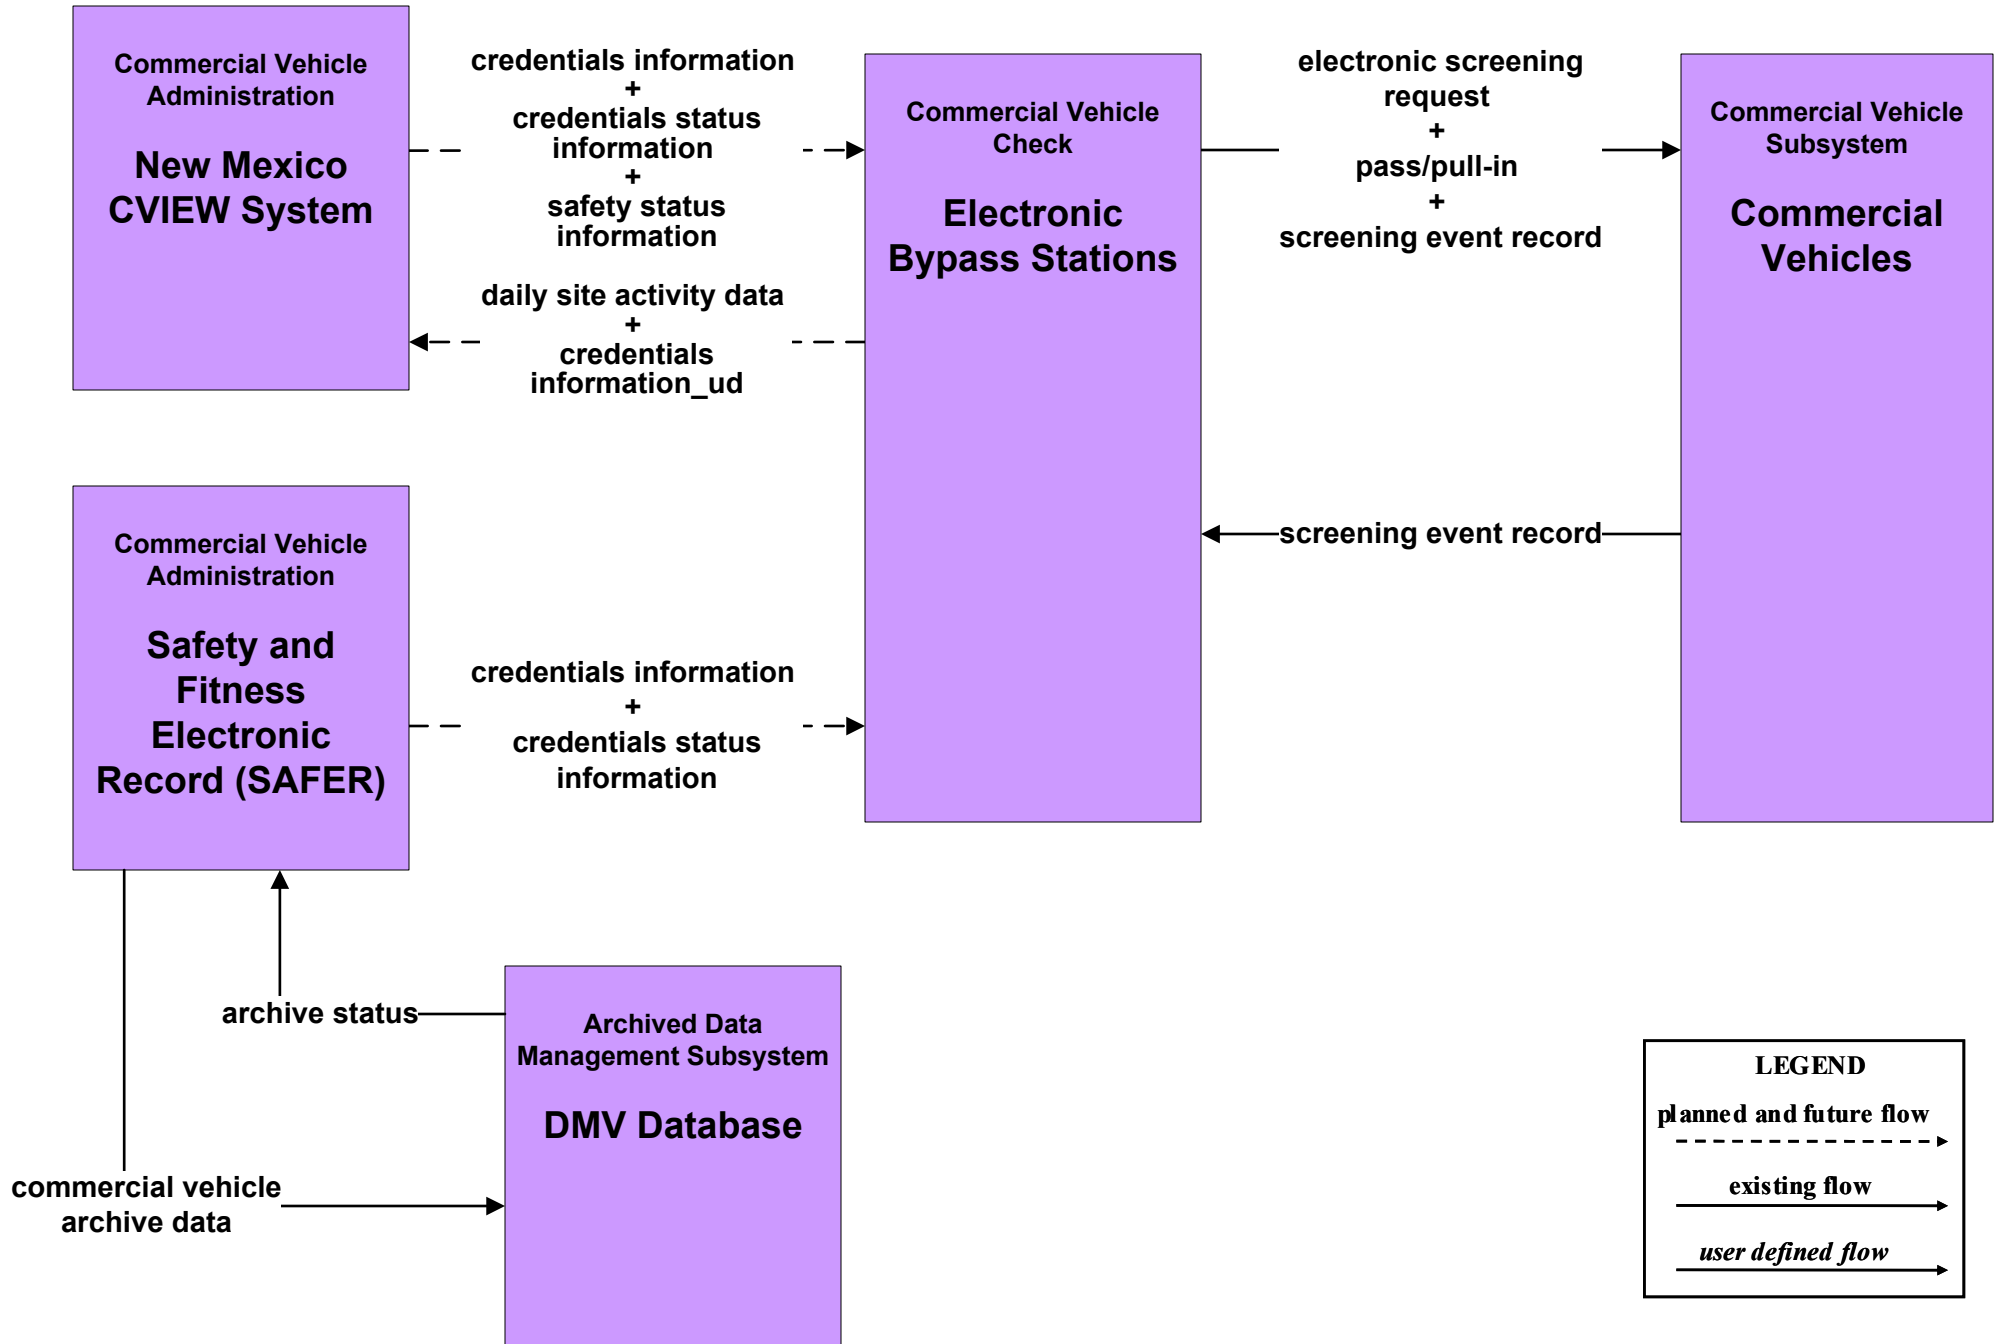 Commercial Vehicle
Administration
New Mexico
CVIEW System
credentials information
+
credentials status
information
+
safety status
information
daily site activity data
+
credentials
information_ud
Commercial Vehicle
Check
Electronic
Bypass Stations
electronic screening
request
+
pass/pull-in
+
screening event record
Commercial Vehicle
Subsystem
Commercial
Vehicles
screening event record
Commercial Vehicle
Administration
Safety and
Fitness
Electronic
Record (SAFER)
credentials information
+
credentials status
information
archive status
commercial vehicle
archive data
Archived Data
Management Subsystem
DMV Database
LEGEND
planned and future flow
existing flow
user defined flow